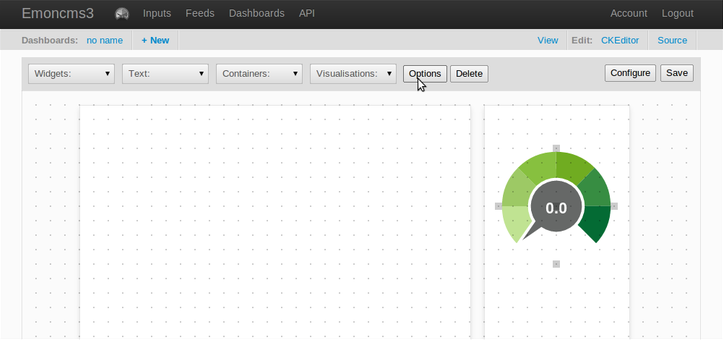 Emoncms3 Inputs Feeds Dashboards API Account Logout
Dashboards: no name + New View Edit: CKEditor Source
Widgets: Text: Containers: Visualisations: Options Delete Configure Save
0.0